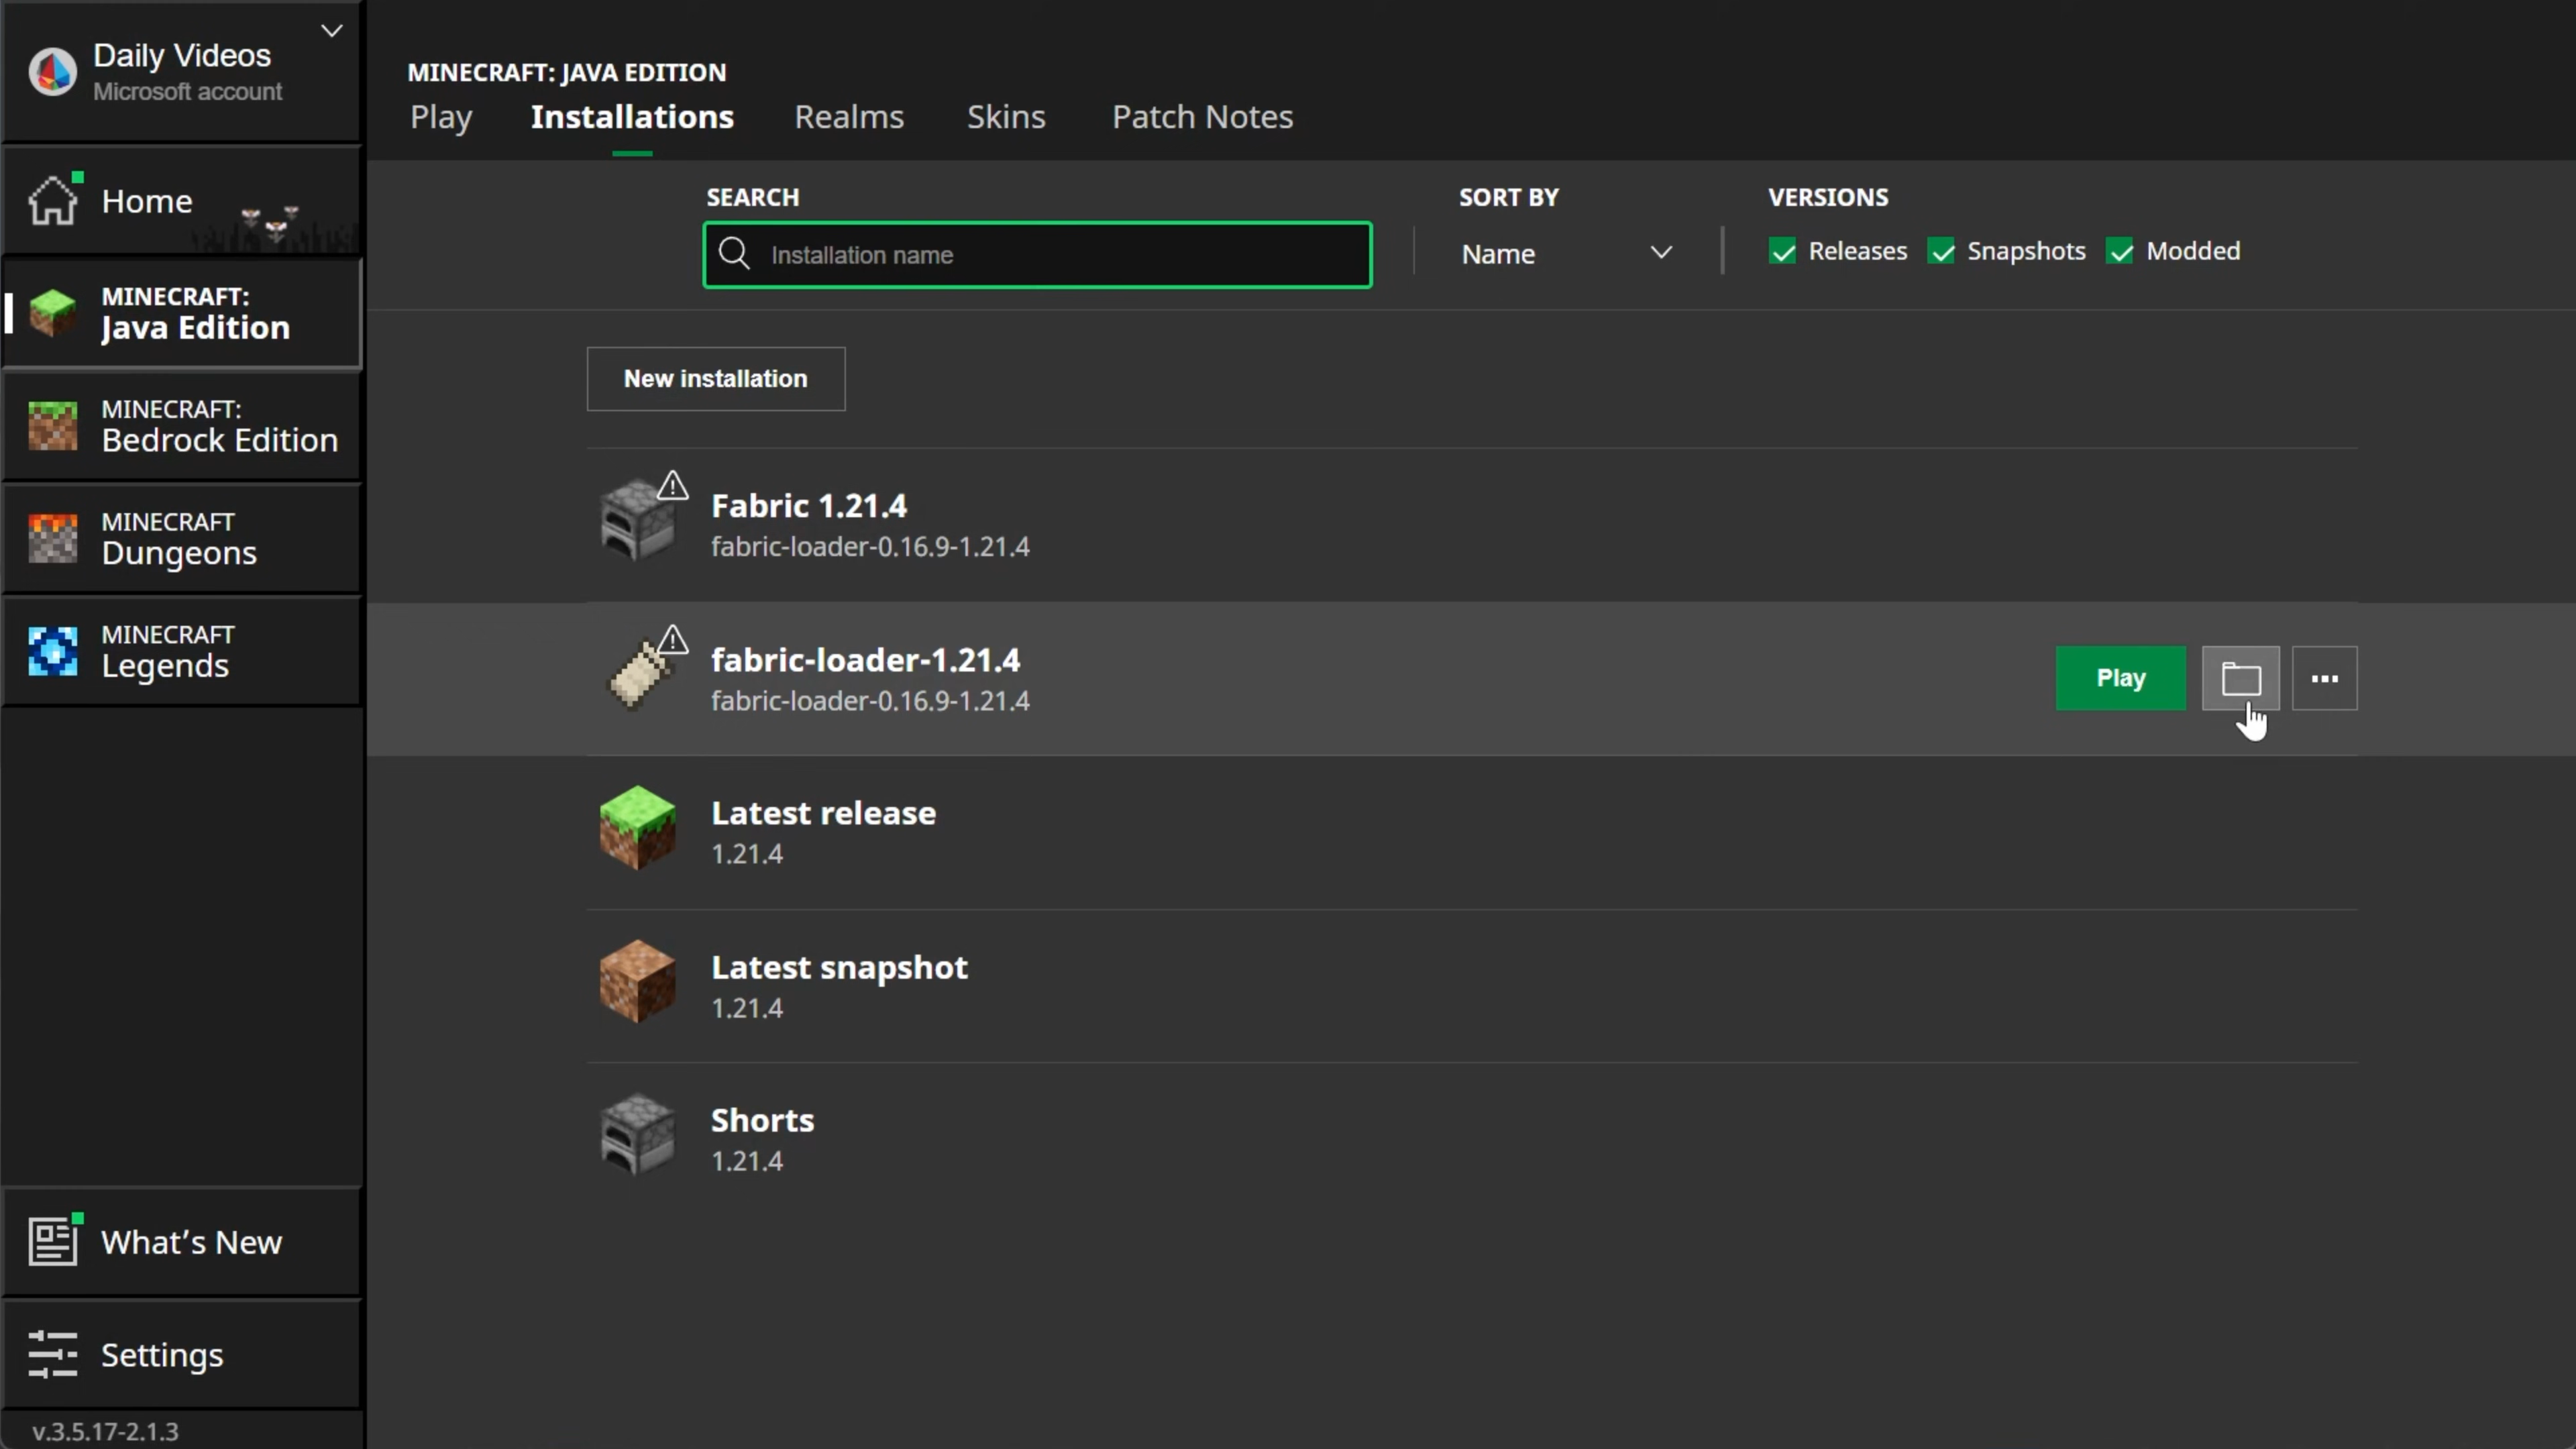 Daily Videos
Microsoft account
Home
MINECRAFT:
Java Edition
MINECRAFT:
Bedrock Edition
MINECRAFT
Dungeons
MINECRAFT
Legends
What's New
Settings
v.3.5.17-2.1.3
MINECRAFT: JAVA EDITION
Play Installations Realms Skins Patch Notes
SEARCH SORT BY VERSIONS
Installation name Name Releases Snapshots Modded
New installation
Fabric 1.21.4
fabric-loader-0.16.9-1.21.4
fabric-loader-1.21.4
fabric-loader-0.16.9-1.21.4
Play
Latest release
1.21.4
Latest snapshot
1.21.4
Shorts
1.21.4